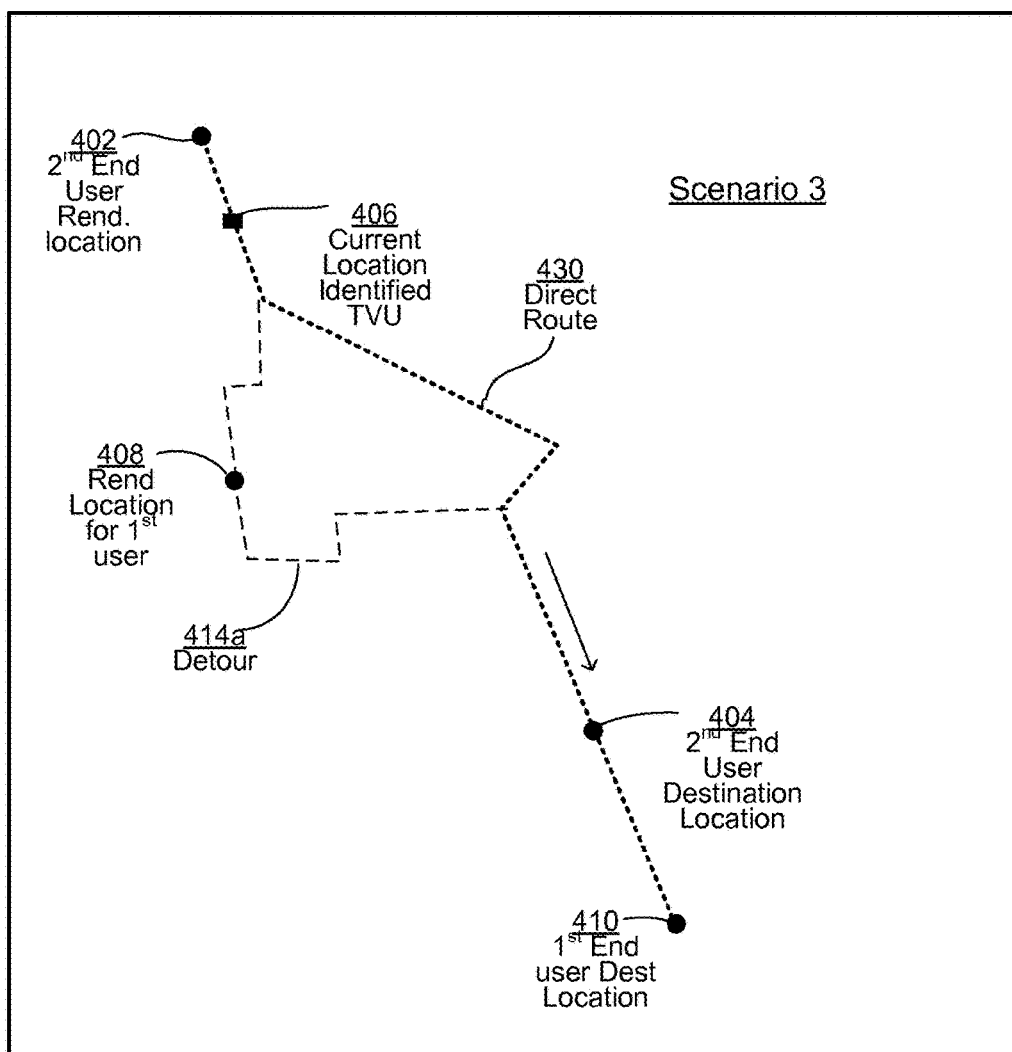 402
2nd End
User
Rend.
location
Scenario 3
406
Current
Location
Identified
TVU
430
Direct
Route
408
Rend
Location
for 1st
user
414a
Detour
404
2nd End
User
Destination
Location
410
1st End
user Dest
Location